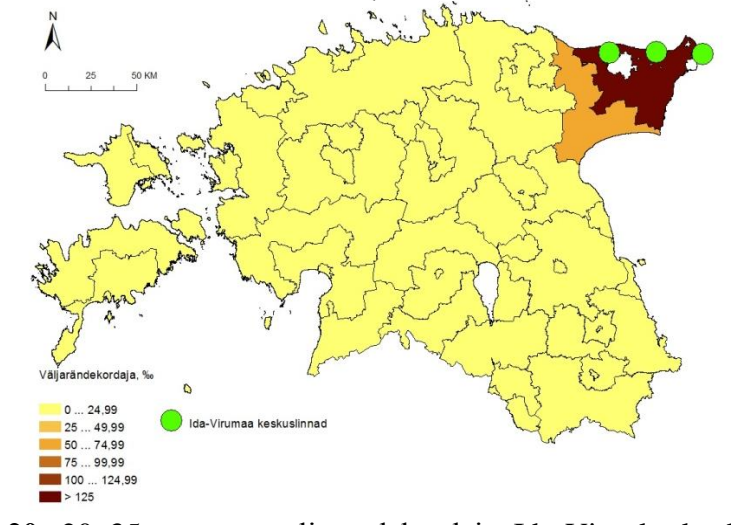 N
0 25 50 KM
Väljarändekordaja, ‰
0 ... 24,99
25 ... 49,99
50 ... 74,99
75 ... 99,99
100 ... 124,99
> 125
Ida-Virumaa keskuslinnad